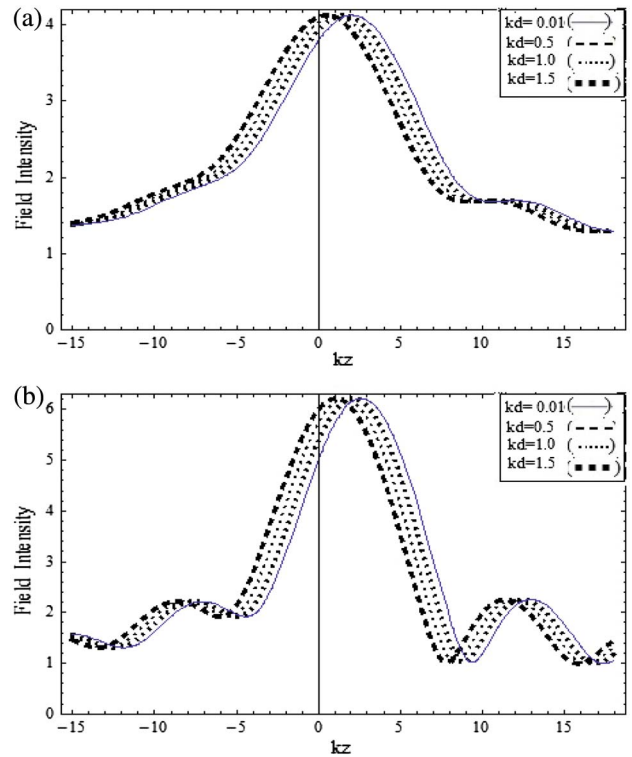 (a)
4
3
2
1
0
Field Intensity
kd= 0.01(
)
kd=0.5 (
)
kd=1.0 (
)
kd=1.5 (
)
−15 −10 −5 0 5 10 15
kz
(b)
6
5
4
3
2
1
0
Field Intensity
kd= 0.01(
)
kd=0.5 (
)
kd=1.0 (
)
kd=1.5 (
)
−15 −10 −5 0 5 10 15
kz